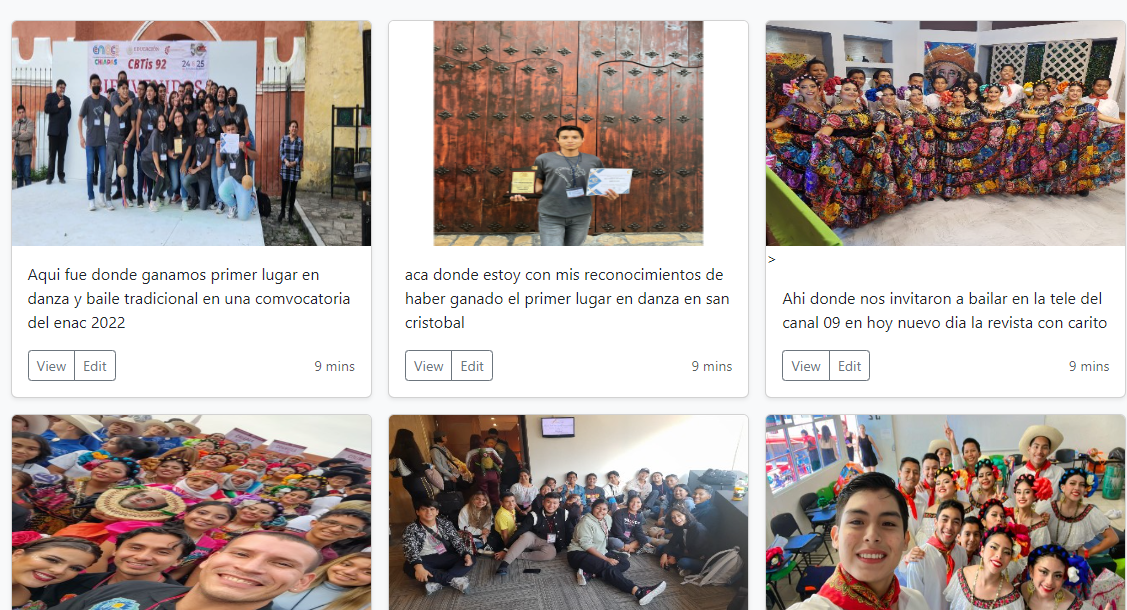 enac
EDUCACIÓN
CHIAPAS
CBTis 92
24 25
BIENVENIDOS
Aqui fue donde ganamos primer lugar en
danza y baile tradicional en una comvocatoria
del enac 2022
View Edit 9 mins
aca donde estoy con mis reconocimientos de
haber ganado el primer lugar en danza en san
cristobal
View Edit 9 mins
>
Ahi donde nos invitaron a bailar en la tele del
canal 09 en hoy nuevo dia la revista con carito
View Edit 9 mins